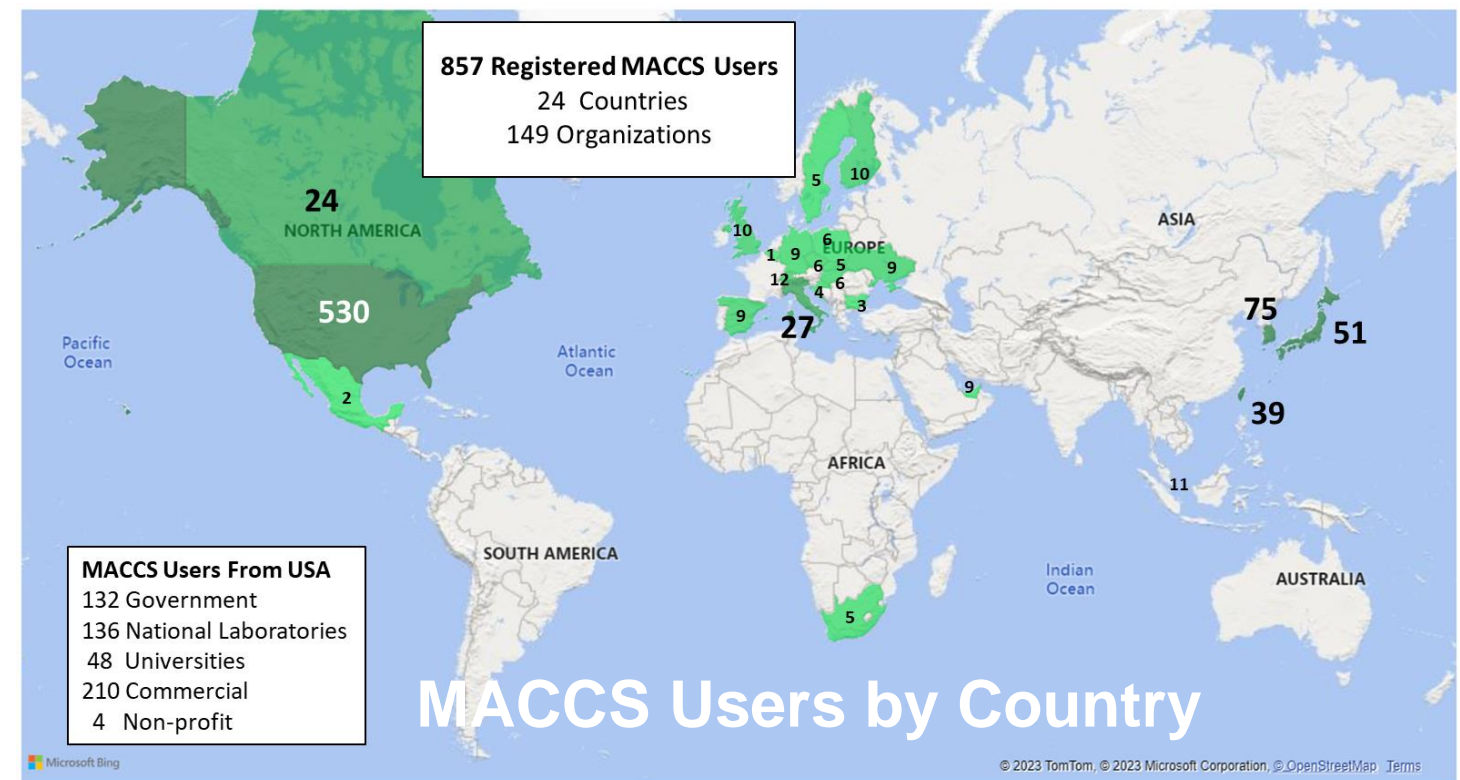 857 Registered MACCS Users
24 Countries
149 Organizations
24
NORTH AMERICA
530
2
Pacific
Ocean
Atlantic
Ocean
5
10
10
6
EUROPE
1
9
6
5
9
12
4
6
3
9
27
ASIA
75
51
39
9
11
AFRICA
SOUTH AMERICA
5
Indian
Ocean
AUSTRALIA
MACCS Users From USA
132 Government
136 National Laboratories
48 Universities
210 Commercial
4 Non-profit
MACCS Users by Country
Microsoft Bing
© 2023 TomTom, © 2023 Microsoft Corporation, © OpenStreetMap Terms